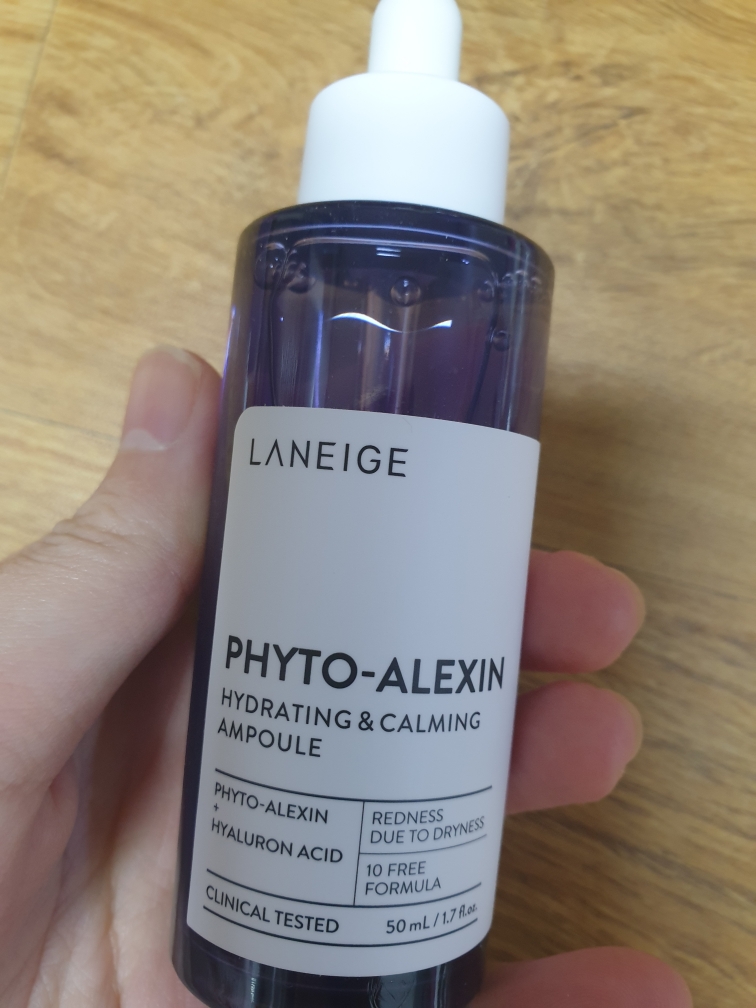 LANEIGE
PHYTO-ALEXIN
HYDRATING & CALMING
AMPOULE
PHYTO-ALEXIN
+
HYALURON ACID
REDNESS
DUE TO DRYNESS
10 FREE
FORMULA
CLINICAL TESTED
50 mL / 1.7 fl.oz.